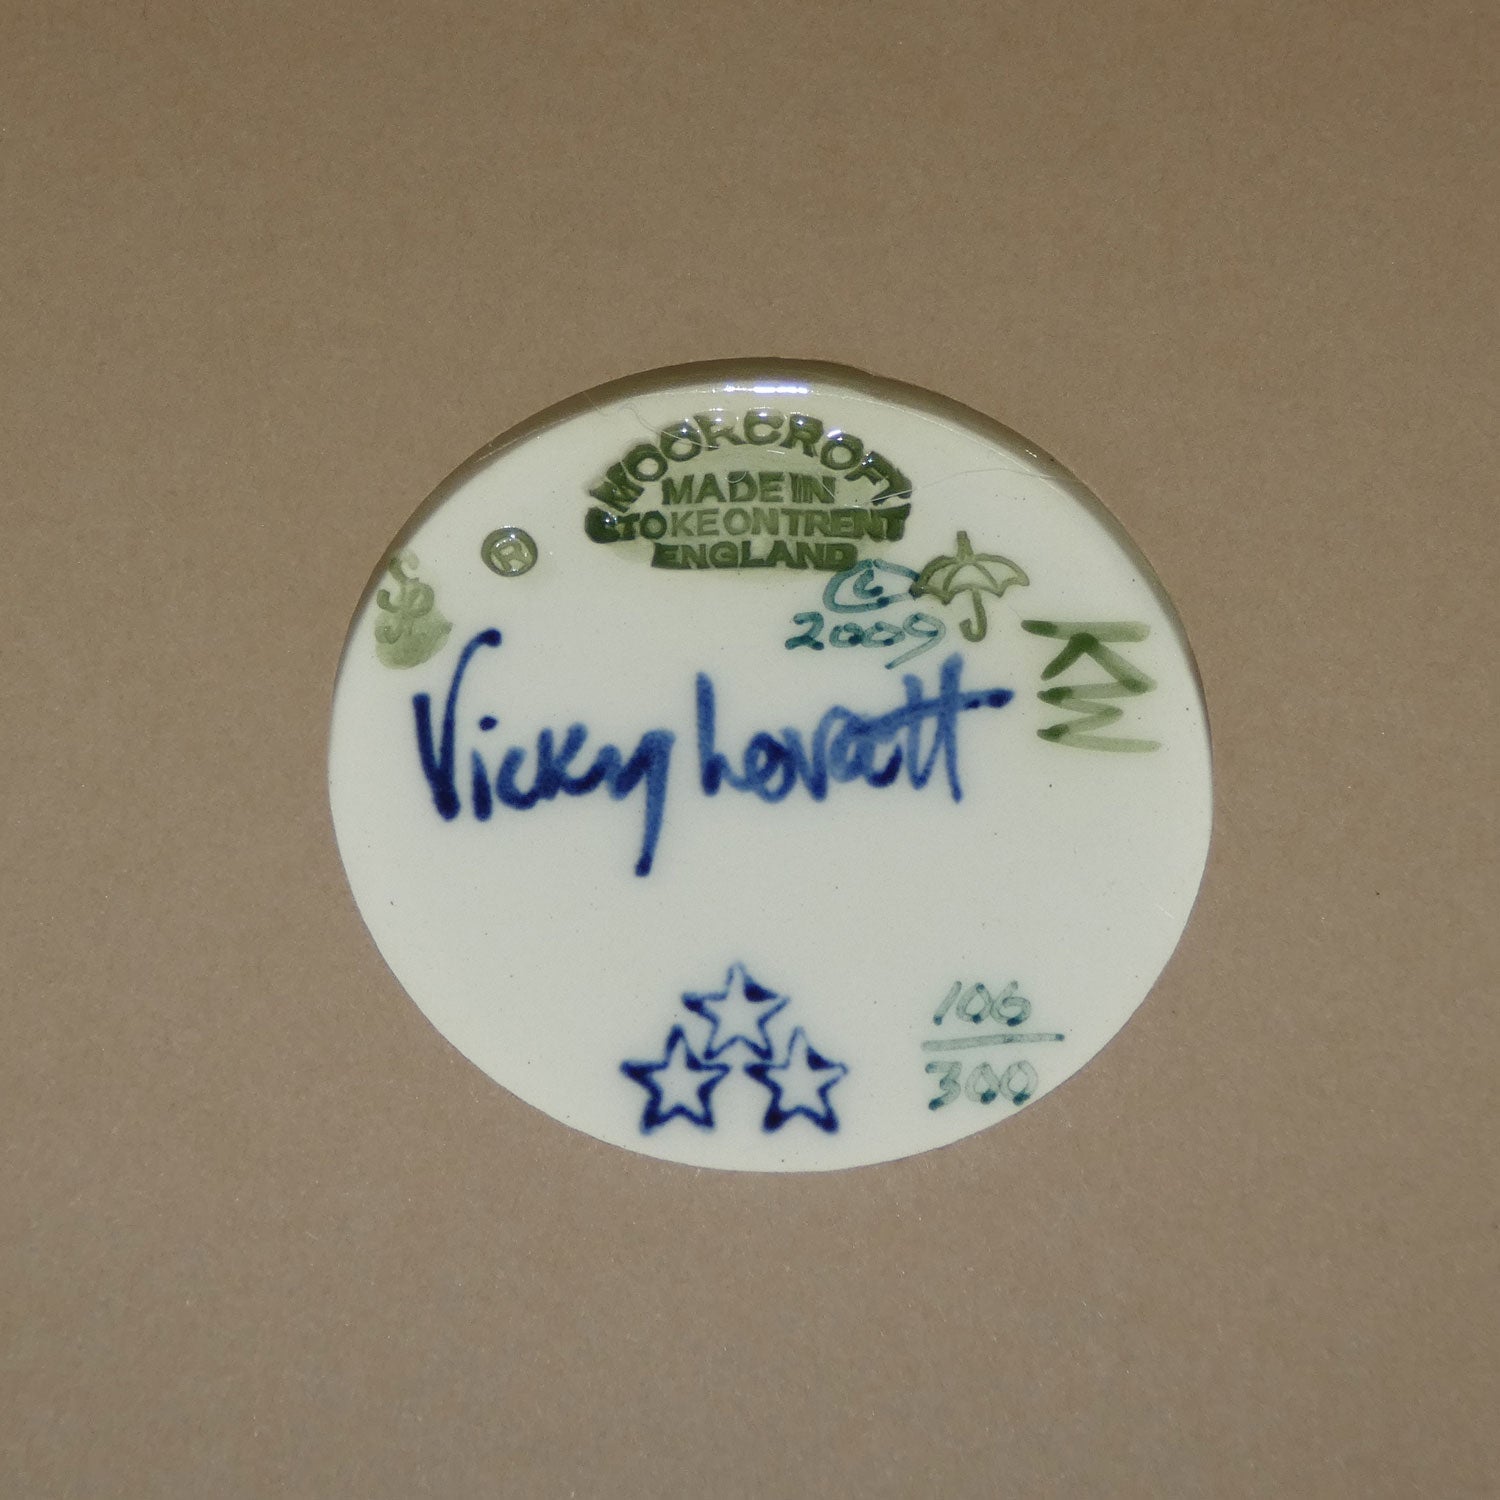 MOORCROFT
MADE IN
STOKE ON TRENT
ENGLAND
®
©
2009
KW
Vicky Lovatt
106
300